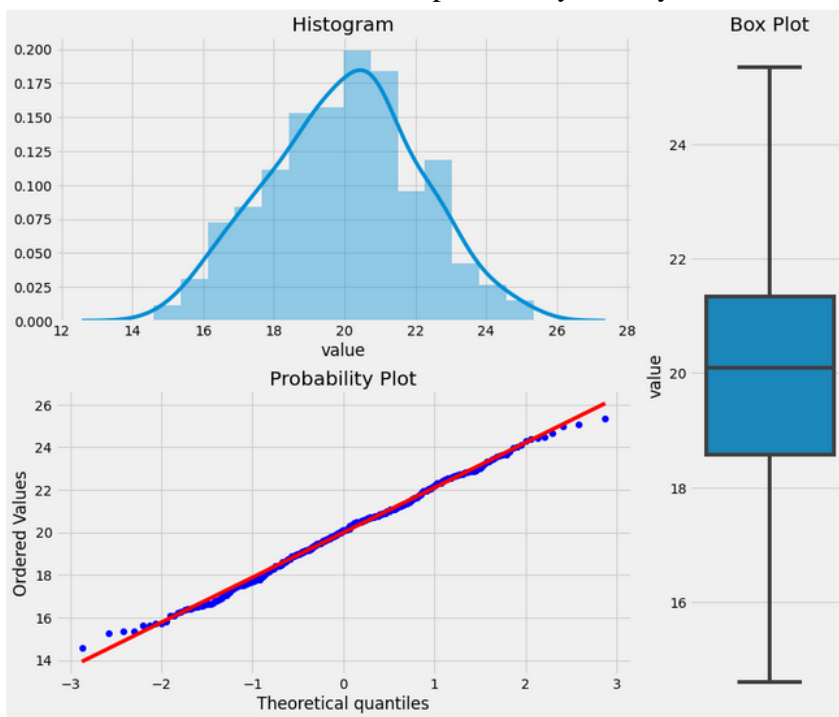 Histogram
0.200
0.175
0.150
0.125
0.100
0.075
0.050
0.025
0.000
12 14 16 18 20 22 24 26 28
value
Probability Plot
26
24
22
20
18
16
14
Ordered Values
−3 −2 −1 0 1 2 3
Theoretical quantiles
Box Plot
24
22
20
18
16
value